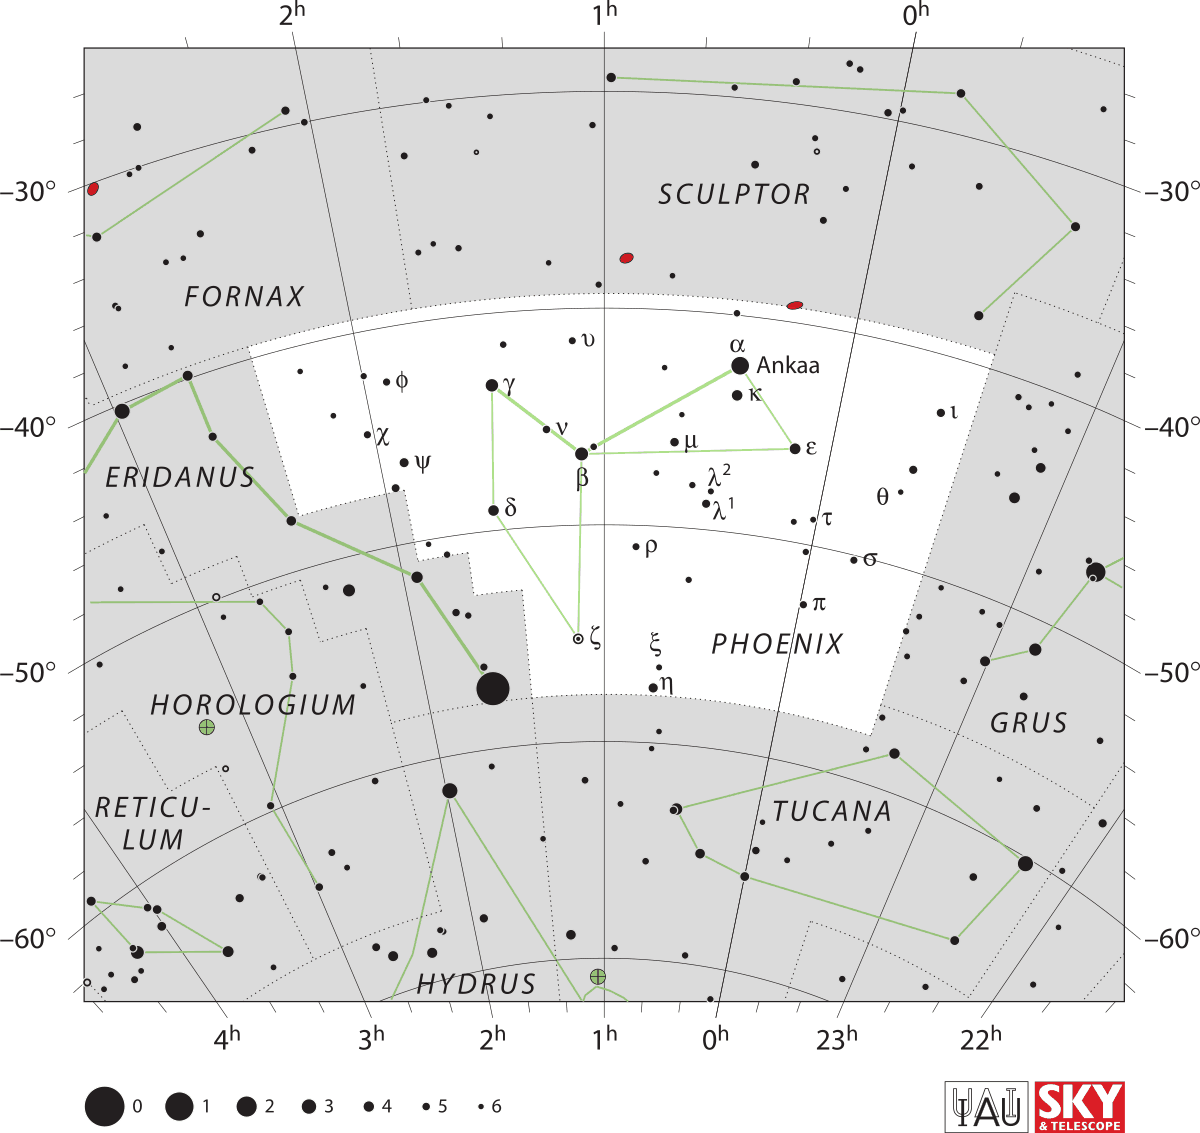 2ʰ 1ʰ 0ʰ
SCULPTOR
–30° –30°
FORNAX
υ α
Ankaa
ϕ γ κ
ι
–40° χ ν μ ε –40°
ψ β λ²
ERIDANUS θ
δ λ¹ τ
ρ σ
π
ζ ξ PHOENIX
–50° η –50°
HOROLOGIUM GRUS
RETICU-
LUM
TUCANA
–60° –60°
HYDRUS
4ʰ 3ʰ 2ʰ 1ʰ 0ʰ 23ʰ 22ʰ
0 1 2 3 4 5 6
IAU
SKY
& TELESCOPE